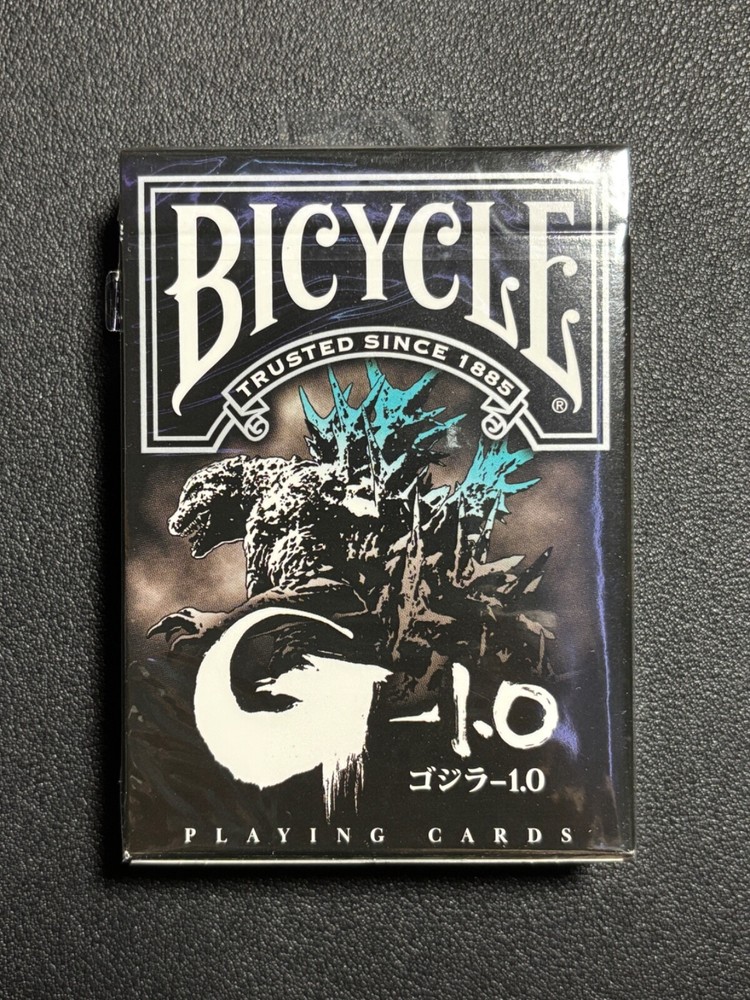 BICYCLE
®
TRUSTED SINCE 1885
G-1.0
ゴジラ-1.0
PLAYING CARDS